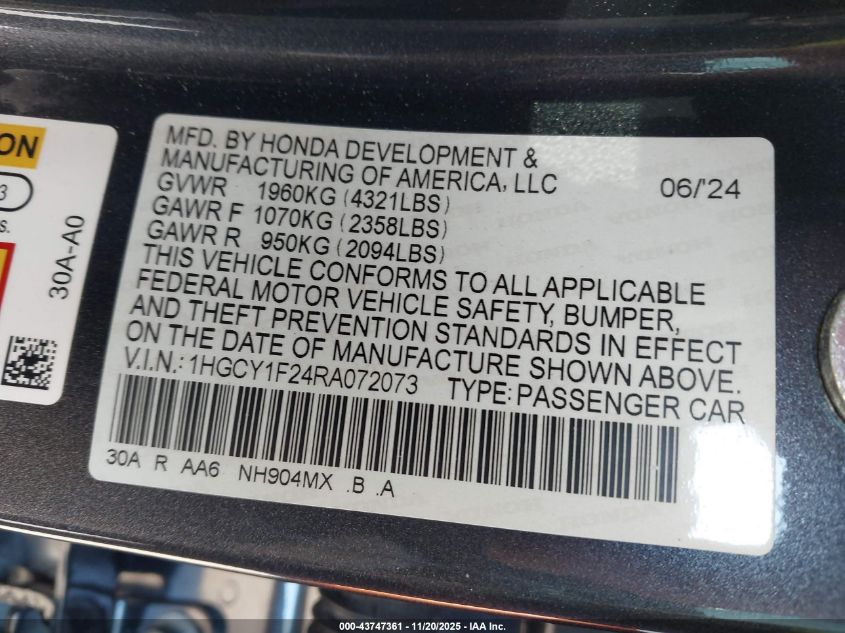 ON
3
s.
30A-A0
MFD. BY HONDA DEVELOPMENT &
MANUFACTURING OF AMERICA, LLC
06/'24
GVWR 1960KG (4321LBS)
GAWR F 1070KG (2358LBS)
GAWR R 950KG (2094LBS)
THIS VEHICLE CONFORMS TO ALL APPLICABLE
FEDERAL MOTOR VEHICLE SAFETY, BUMPER,
AND THEFT PREVENTION STANDARDS IN EFFECT
ON THE DATE OF MANUFACTURE SHOWN ABOVE.
V.I.N.: 1HGCY1F24RA072073 TYPE: PASSENGER CAR
30A R AA6 NH904MX .B .A
000-43747361 - 11/20/2025 - IAA Inc.